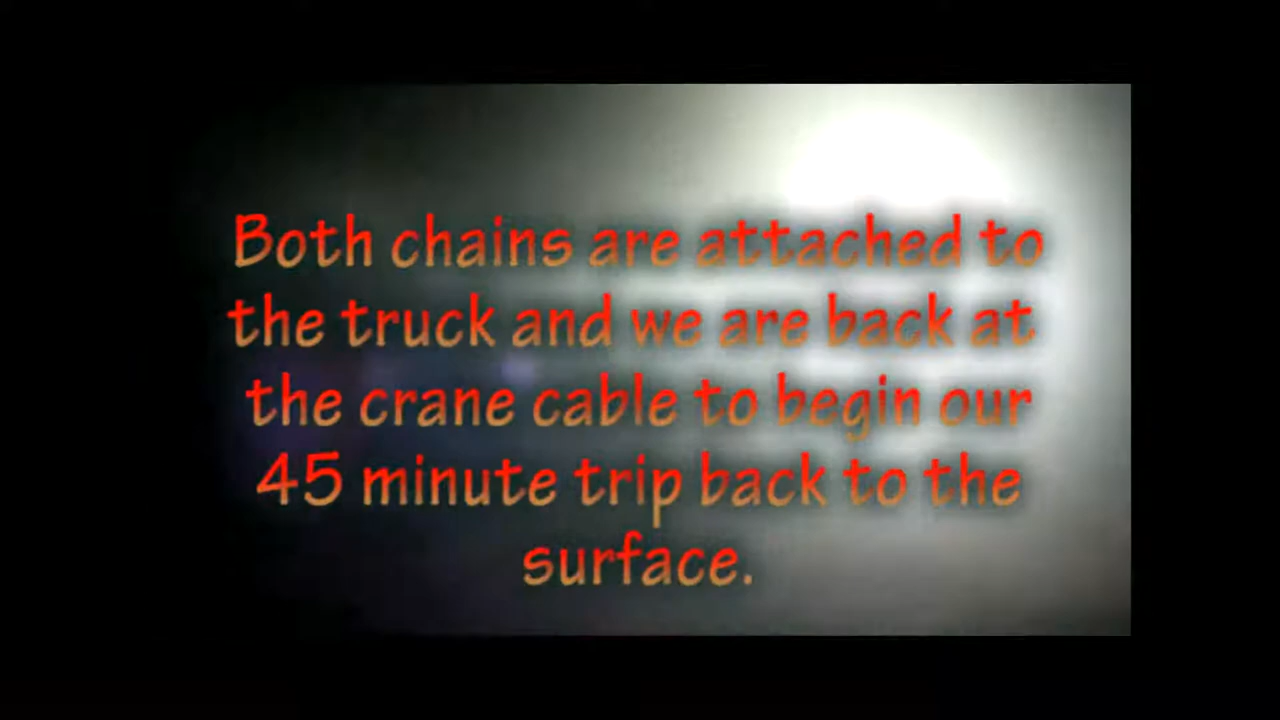 Both chains are attached to
the truck and we are back at
the crane cable to begin our
45 minute trip back to the
surface.